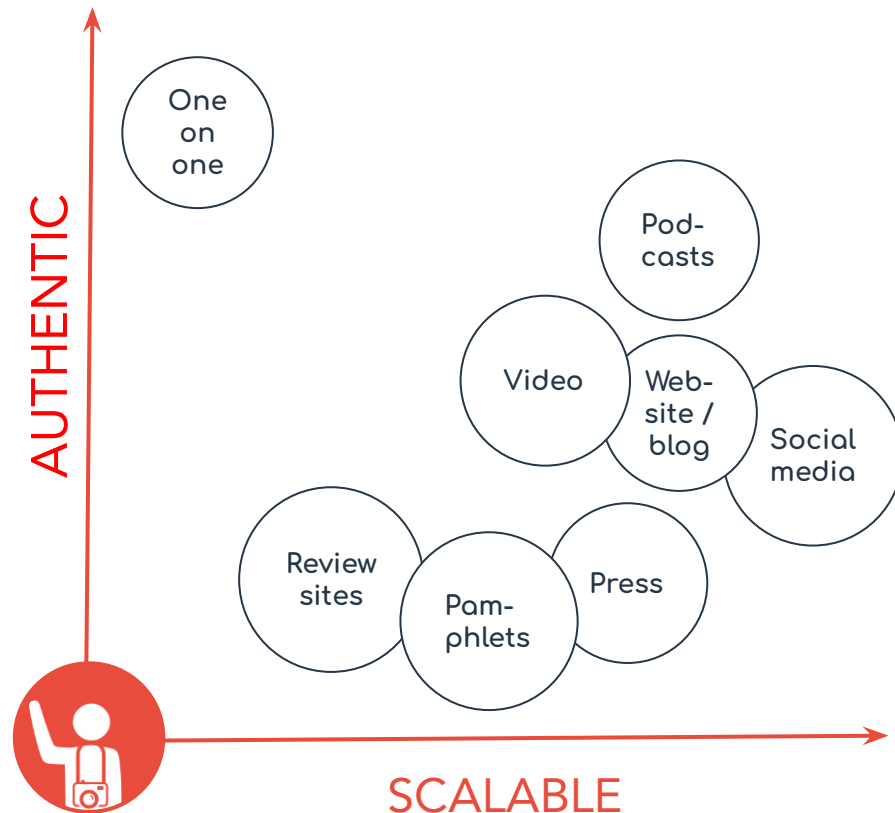 One
on
one
Pod-
casts
AUTHENTIC
Video
Web-
site /
blog
Social
media
Review
sites
Pam-
phlets
Press
SCALABLE